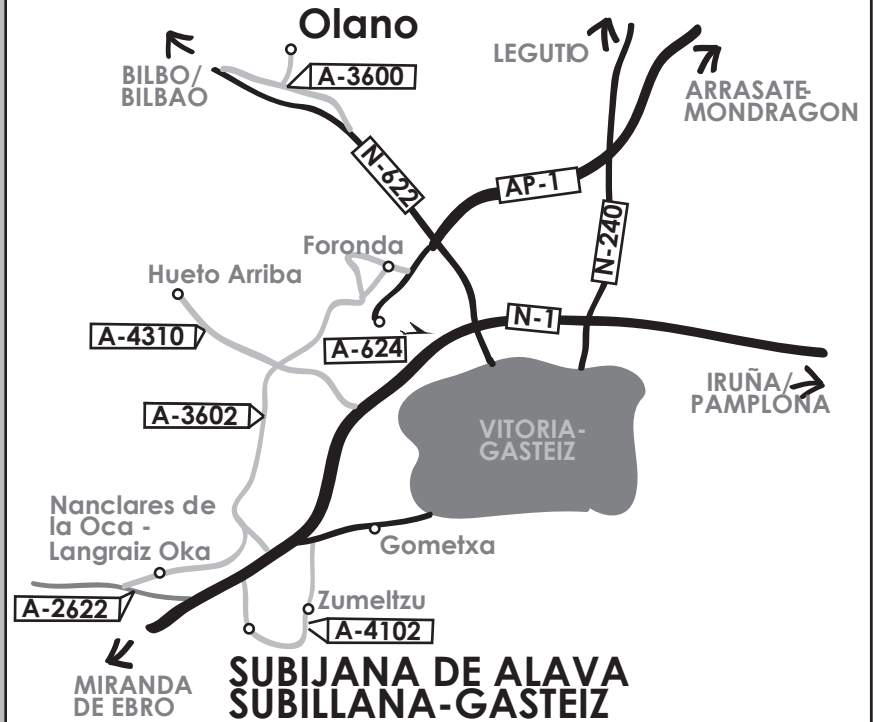 Olano
LEGUTIO
BILBO/
BILBAO
A-3600
ARRASATE-
MONDRAGON
N-622
AP-1
N-240
Foronda
Hueto Arriba
A-4310
A-624
N-1
IRUÑA/
PAMPLONA
A-3602
VITORIA-
GASTEIZ
Nanclares de
la Oca -
Langraiz Oka
Gometxa
A-2622
Zumeltzu
A-4102
MIRANDA
DE EBRO
SUBIJANA DE ALAVA
SUBILLANA-GASTEIZ